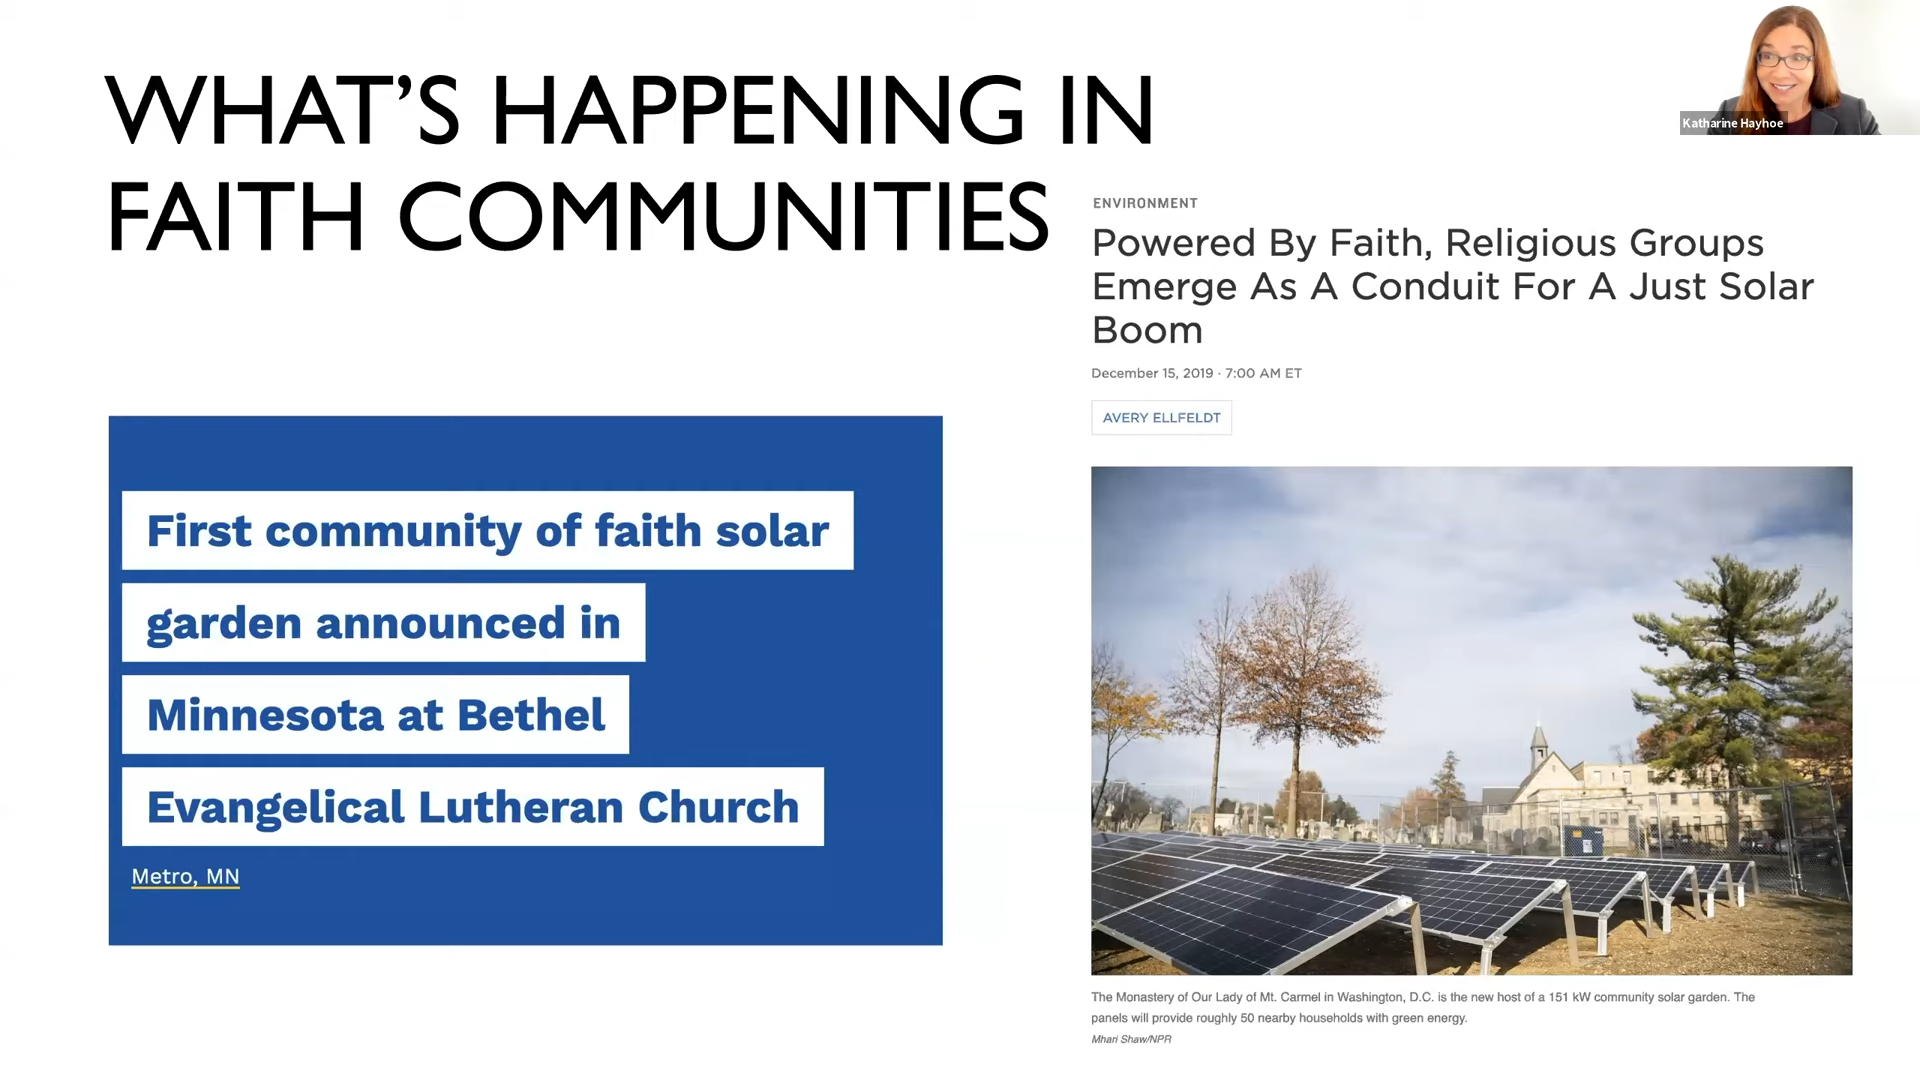 WHAT'S HAPPENING IN
FAITH COMMUNITIES
Katharine Hayhoe
ENVIRONMENT
Powered By Faith, Religious Groups
Emerge As A Conduit For A Just Solar
Boom
December 15, 2019 · 7:00 AM ET
AVERY ELLFELDT
First community of faith solar
garden announced in
Minnesota at Bethel
Evangelical Lutheran Church
Metro, MN
The Monastery of Our Lady of Mt. Carmel in Washington, D.C. is the new host of a 151 kW community solar garden. The
panels will provide roughly 50 nearby households with green energy.
Mhari Shaw/NPR